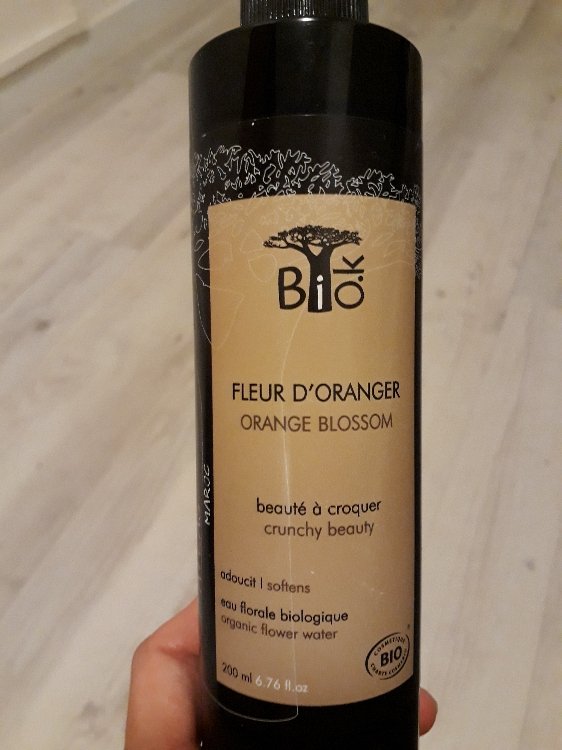 BiO.k
FLEUR D'ORANGER
ORANGE BLOSSOM
MAROC
beauté à croquer
crunchy beauty
adoucit | softens
eau florale biologique
organic flower water
200 ml 6.76 fl.oz
COSMETIQUE
BIO